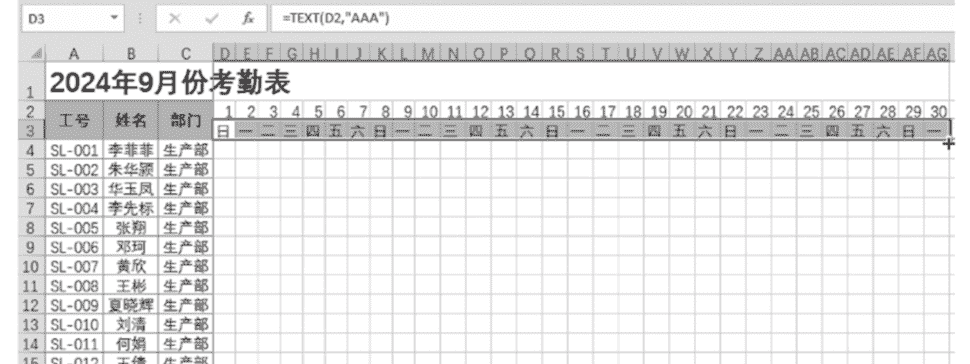 D3 =TEXT(D2,"AAA")
A B C D E F G H I J K L M N O P Q R S T U V W X Y Z AA AB AC AD AE AF AG
1 2024年9月份考勤表
2 工号 姓名 部门 1 2 3 4 5 6 7 8 9 10 11 12 13 14 15 16 17 18 19 20 21 22 23 24 25 26 27 28 29 30
3 日 一 二 三 四 五 六 日 一 二 三 四 五 六 日 一 二 三 四 五 六 日 一 二 三 四 五 六 日 一
4 SL-001 李菲菲 生产部
5 SL-002 朱华颍 生产部
6 SL-003 华玉凤 生产部
7 SL-004 李先标 生产部
8 SL-005 张翔 生产部
9 SL-006 邓珂 生产部
10 SL-007 黄欣 生产部
11 SL-008 王彬 生产部
12 SL-009 夏晓辉 生产部
13 SL-010 刘清 生产部
14 SL-011 何娟 生产部